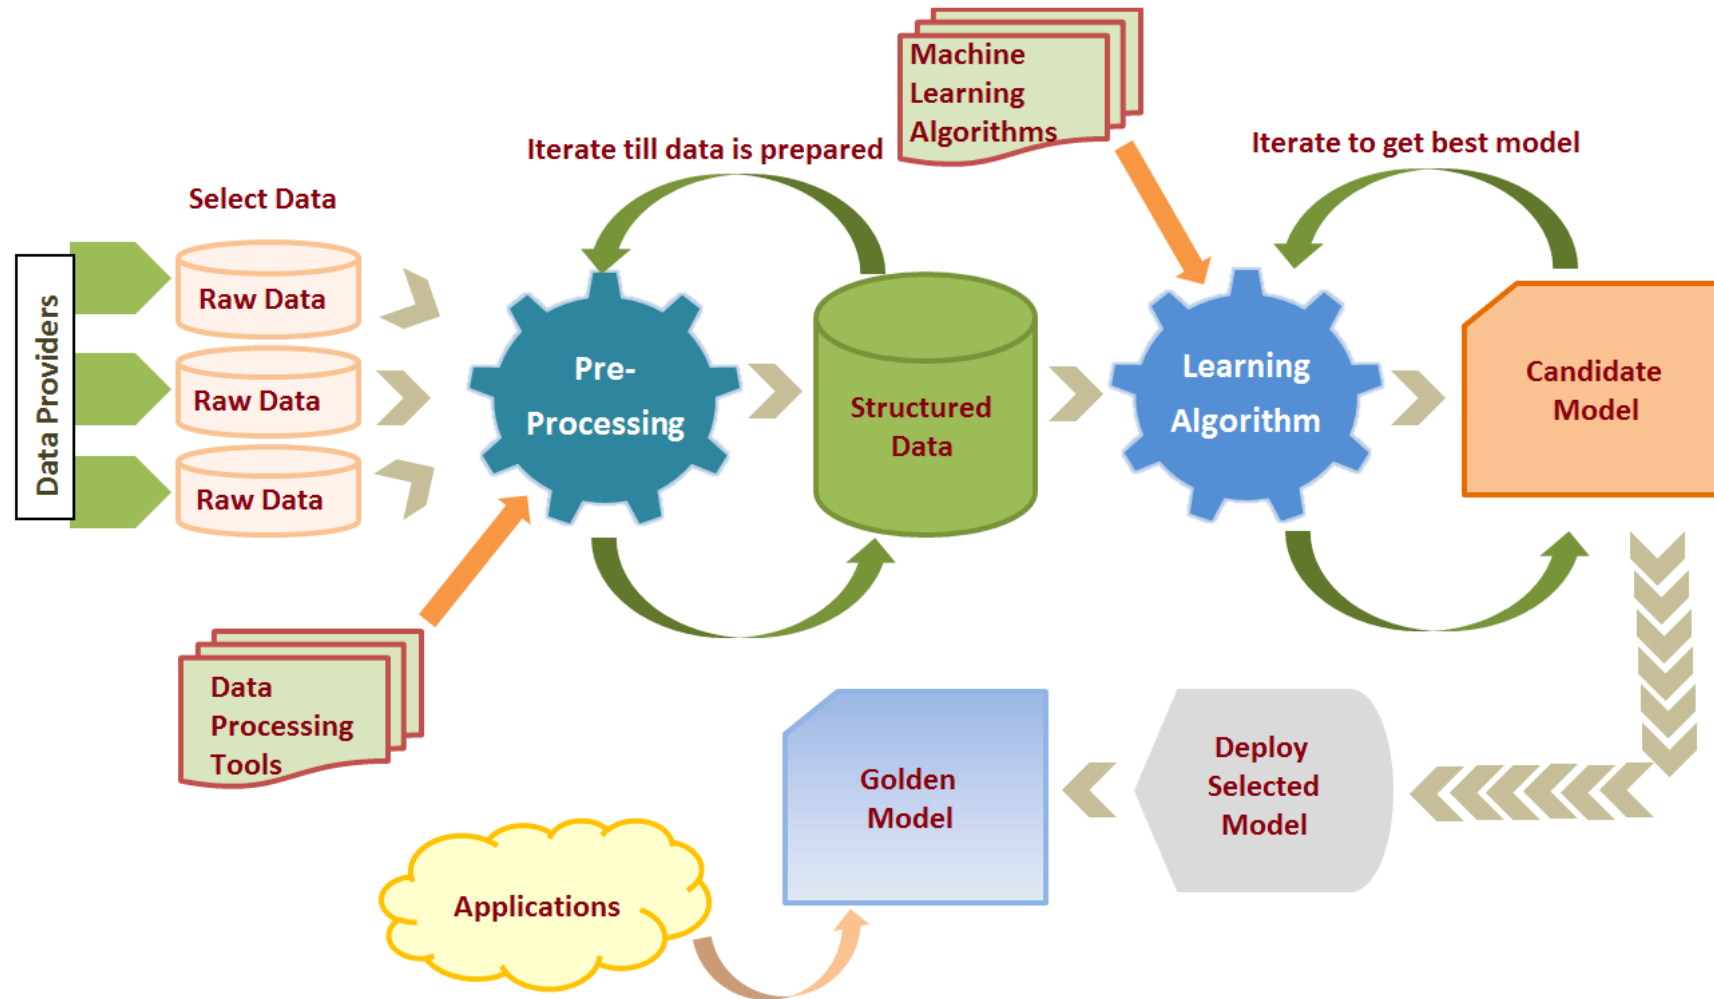 Machine
Learning
Algorithms
Iterate till data is prepared
Iterate to get best model
Select Data
Data Providers
Raw Data
Raw Data
Raw Data
Pre-
Processing
Structured
Data
Learning
Algorithm
Candidate
Model
Data
Processing
Tools
Golden
Model
Deploy
Selected
Model
Applications